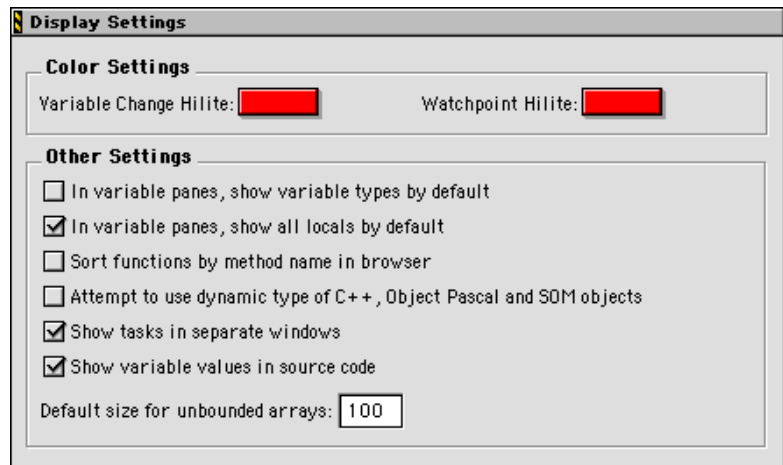 Display Settings
Color Settings
Variable Change Hilite: Watchpoint Hilite:
Other Settings
In variable panes, show variable types by default
In variable panes, show all locals by default
Sort functions by method name in browser
Attempt to use dynamic type of C++, Object Pascal and SOM objects
Show tasks in separate windows
Show variable values in source code
Default size for unbounded arrays: 100